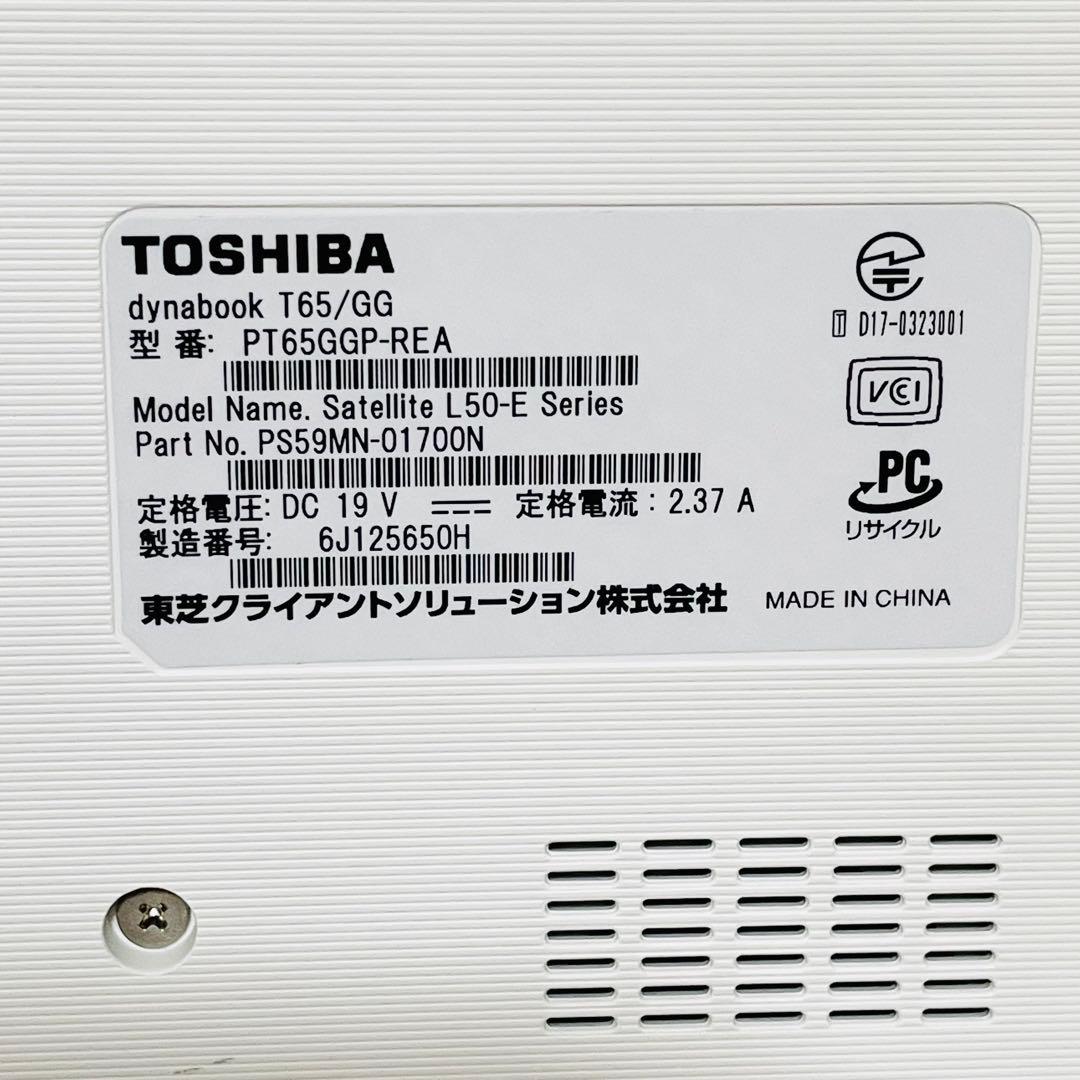 TOSHIBA
dynabook T65/GG
型 番: PT65GGP-REA
Model Name. Satellite L50-E Series
Part No. PS59MN-01700N
定格電圧: DC 19 V 定格電流 : 2.37 A
製造番号: 6J125650H
東芝クライアントソリューション株式会社 MADE IN CHINA
T D17-0323001
VCCI
PC
リサイクル